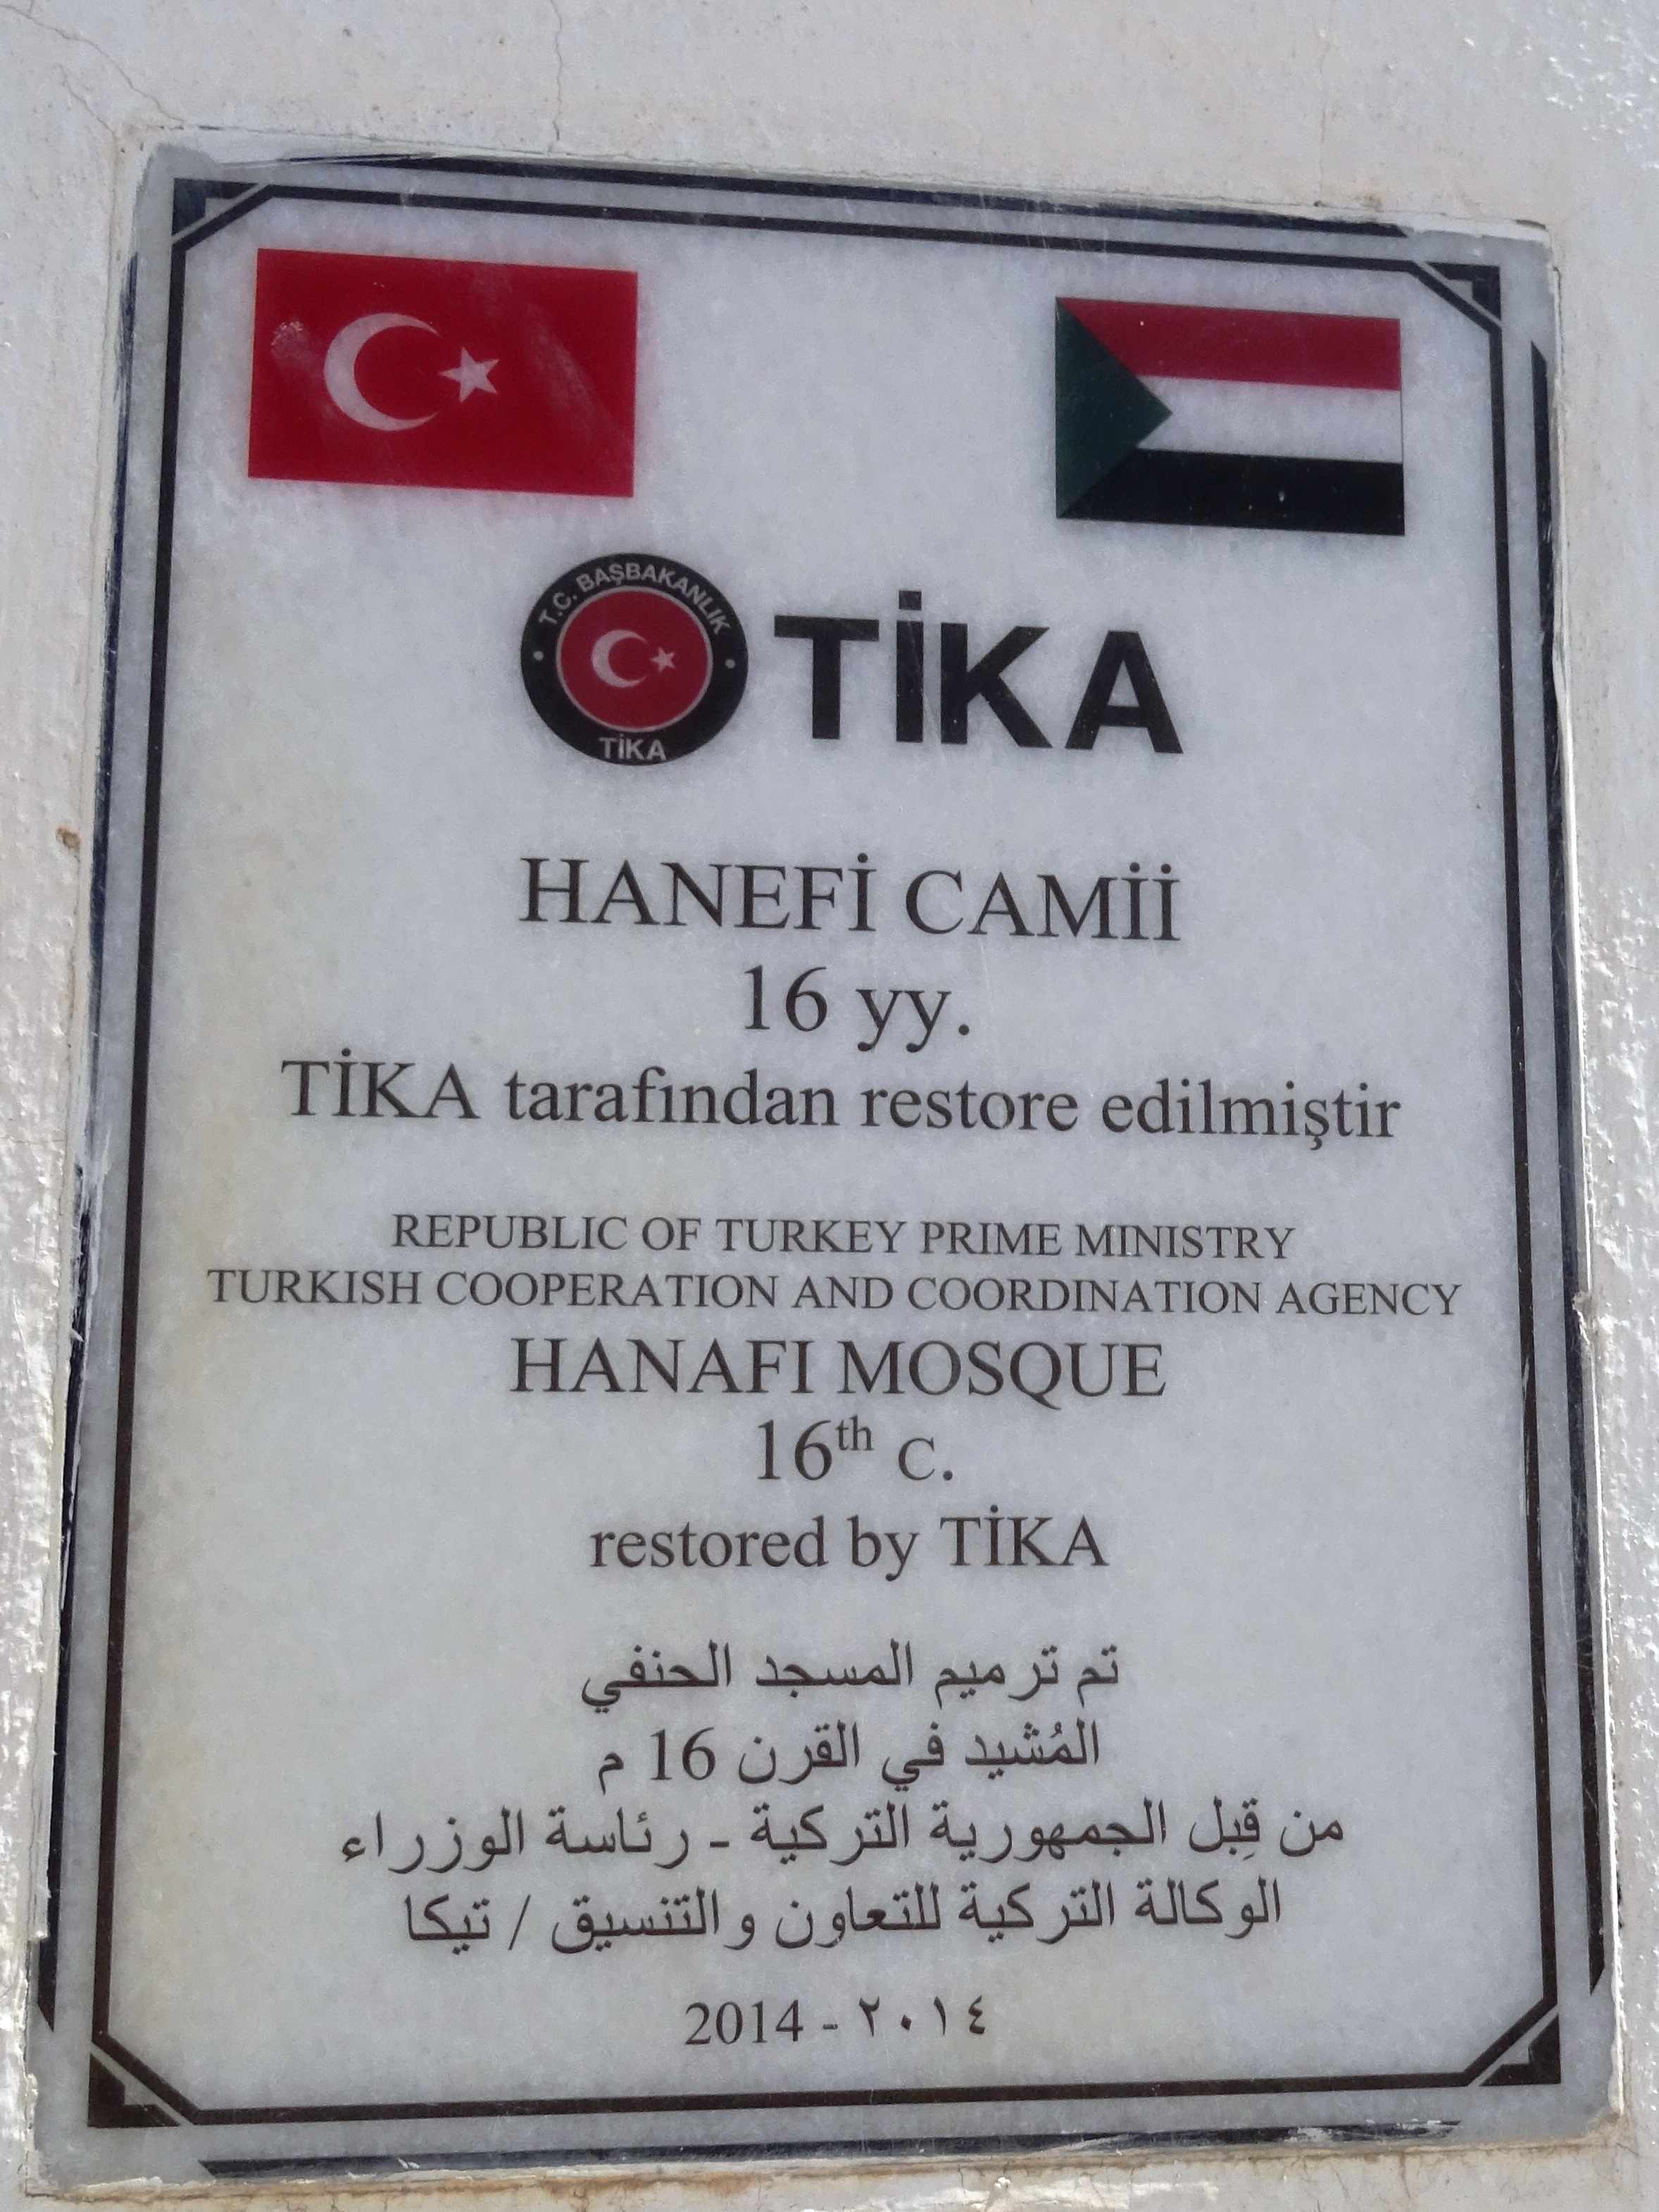 T.C. BAŞBAKANLIK
TİKA
TİKA
HANEFİ CAMİİ
16 yy.
TİKA tarafından restore edilmiştir
REPUBLIC OF TURKEY PRIME MINISTRY
TURKISH COOPERATION AND COORDINATION AGENCY
HANAFI MOSQUE
16th C.
restored by TİKA
تم ترميم المسجد الحنفي
المُشيد في القرن 16 م
من قِبل الجمهورية التركية - رئاسة الوزراء
الوكالة التركية للتعاون والتنسيق / تيكا
2014 - ٢٠١٤